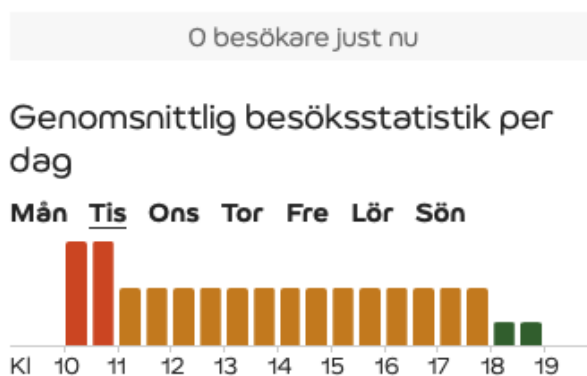 0 besökare just nu
Genomsnittlig besöksstatistik per
dag
Mån Tis Ons Tor Fre Lör Sön
Kl 10 11 12 13 14 15 16 17 18 19